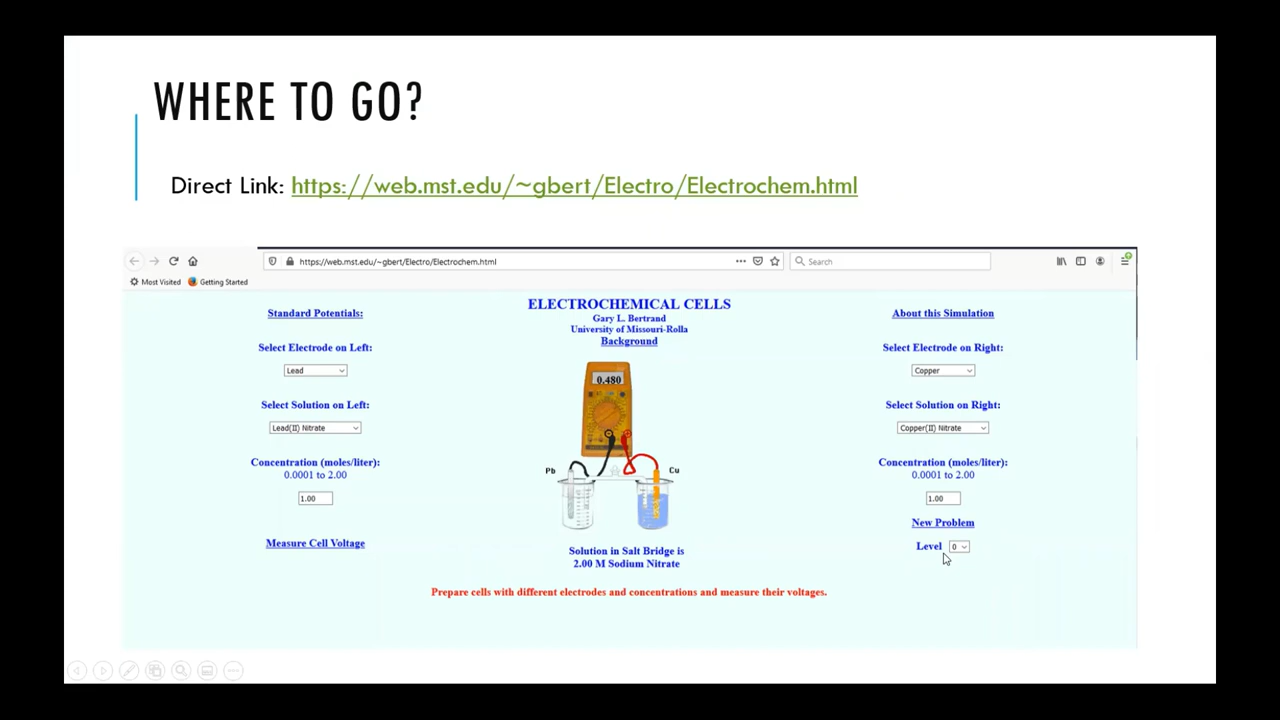 WHERE TO GO?
Direct Link: https://web.mst.edu/~gbert/Electro/Electrochem.html
https://web.mst.edu/~gbert/Electro/Electrochem.html
Search
Most Visited
Getting Started
ELECTROCHEMICAL CELLS
Gary L. Bertrand
University of Missouri-Rolla
Background
Standard Potentials:
Select Electrode on Left:
Lead
Select Solution on Left:
Lead(II) Nitrate
Concentration (moles/liter):
0.0001 to 2.00
1.00
Measure Cell Voltage
0.480
Pb
Cu
Solution in Salt Bridge is
2.00 M Sodium Nitrate
About this Simulation
Select Electrode on Right:
Copper
Select Solution on Right:
Copper(II) Nitrate
Concentration (moles/liter):
0.0001 to 2.00
1.00
New Problem
Level 0
Prepare cells with different electrodes and concentrations and measure their voltages.